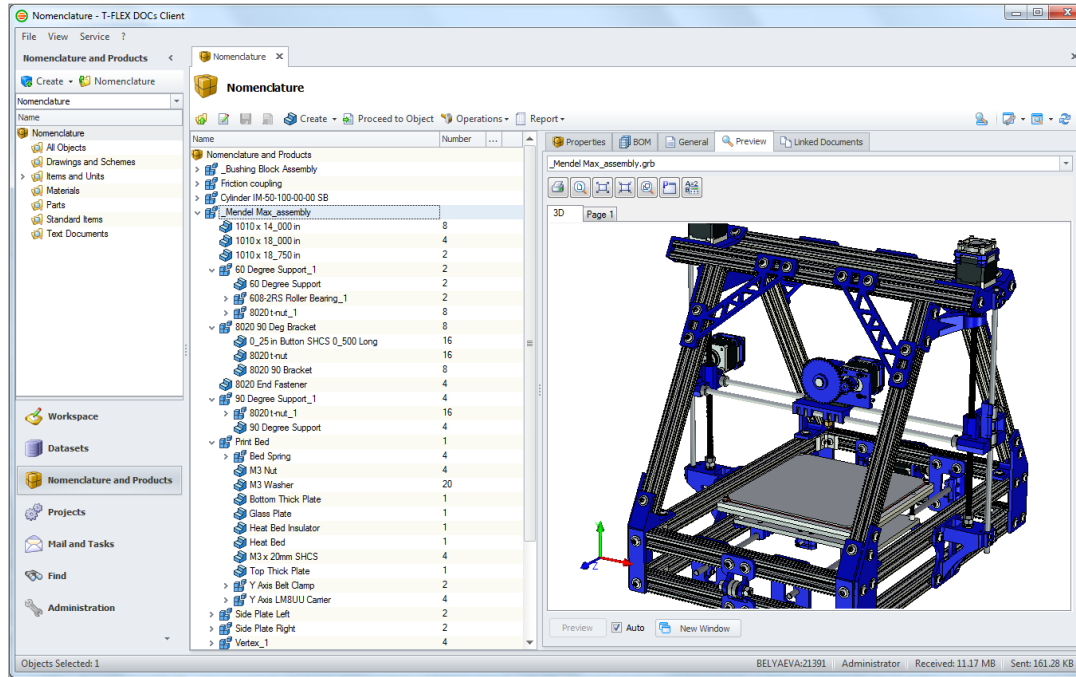 Nomenclature - T-FLEX DOCs Client
File View Service ?
Nomenclature and Products
Create Nomenclature
Nomenclature
Name
Nomenclature
All Objects
Drawings and Schemes
Items and Units
Materials
Parts
Standard Items
Text Documents
Workspace
Datasets
Nomenclature and Products
Projects
Mail and Tasks
Find
Administration
Nomenclature
Nomenclature
Create Proceed to Object Operations Report
Name Number ...
Nomenclature and Products
_Bushing Block Assembly
Friction coupling
Cylinder IM-50-100-00-00 SB
_Mendel Max_assembly
1010 x 14_000 in 8
1010 x 18_000 in 4
1010 x 18_750 in 2
60 Degree Support_1 2
60 Degree Support 2
608-2RS Roller Bearing_1 2
8020 t-nut_1 8
8020 90 Deg Bracket 8
0_25 in Button SHCS 0_500 Long 16
8020 t-nut 16
8020 90 Bracket 8
8020 End Fastener 4
90 Degree Support_1 4
8020 t-nut_1 16
90 Degree Support 4
Print Bed 1
Bed Spring 4
M3 Nut 4
M3 Washer 20
Bottom Thick Plate 1
Glass Plate 1
Heat Bed Insulator 1
Heat Bed 1
M3 x 20mm SHCS 4
Top Thick Plate 1
Y Axis Belt Clamp 2
Y Axis LM8UU Carrier 4
Side Plate Left 2
Side Plate Right 2
Vertex_1 4
Properties BOM General Preview Linked Documents
_Mendel Max_assembly.grb
3D Page 1
Z
Preview Auto New Window
Objects Selected: 1 BELYAEVA:21391 Administrator Received: 11.17 MB Sent: 161.28 KB